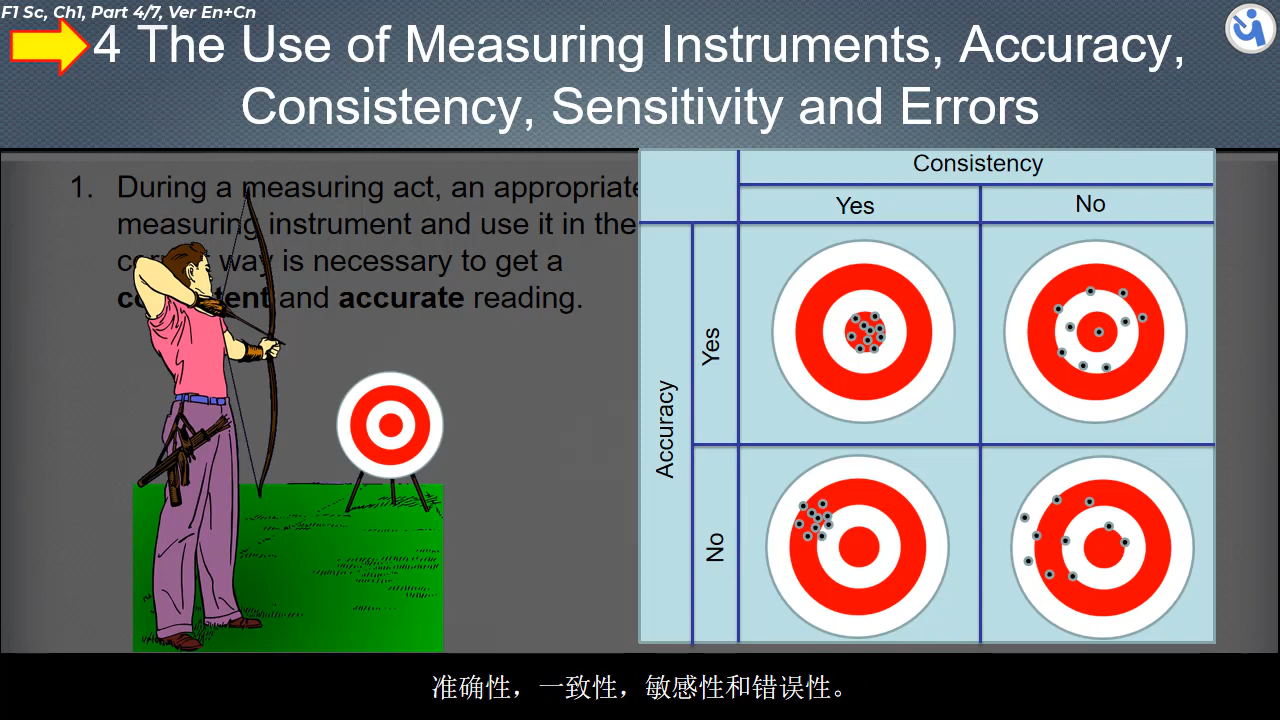 F1 Sc, Ch1, Part 4/7, Ver En+Cn
4 The Use of Measuring Instruments, Accuracy,
Consistency, Sensitivity and Errors
1. During a measuring act, an appropriate
measuring instrument and use it in the
way is necessary to get a
and accurate reading.
Consistency
Yes
No
Accuracy
Yes
No
准确性，一致性，敏感性和错误性。